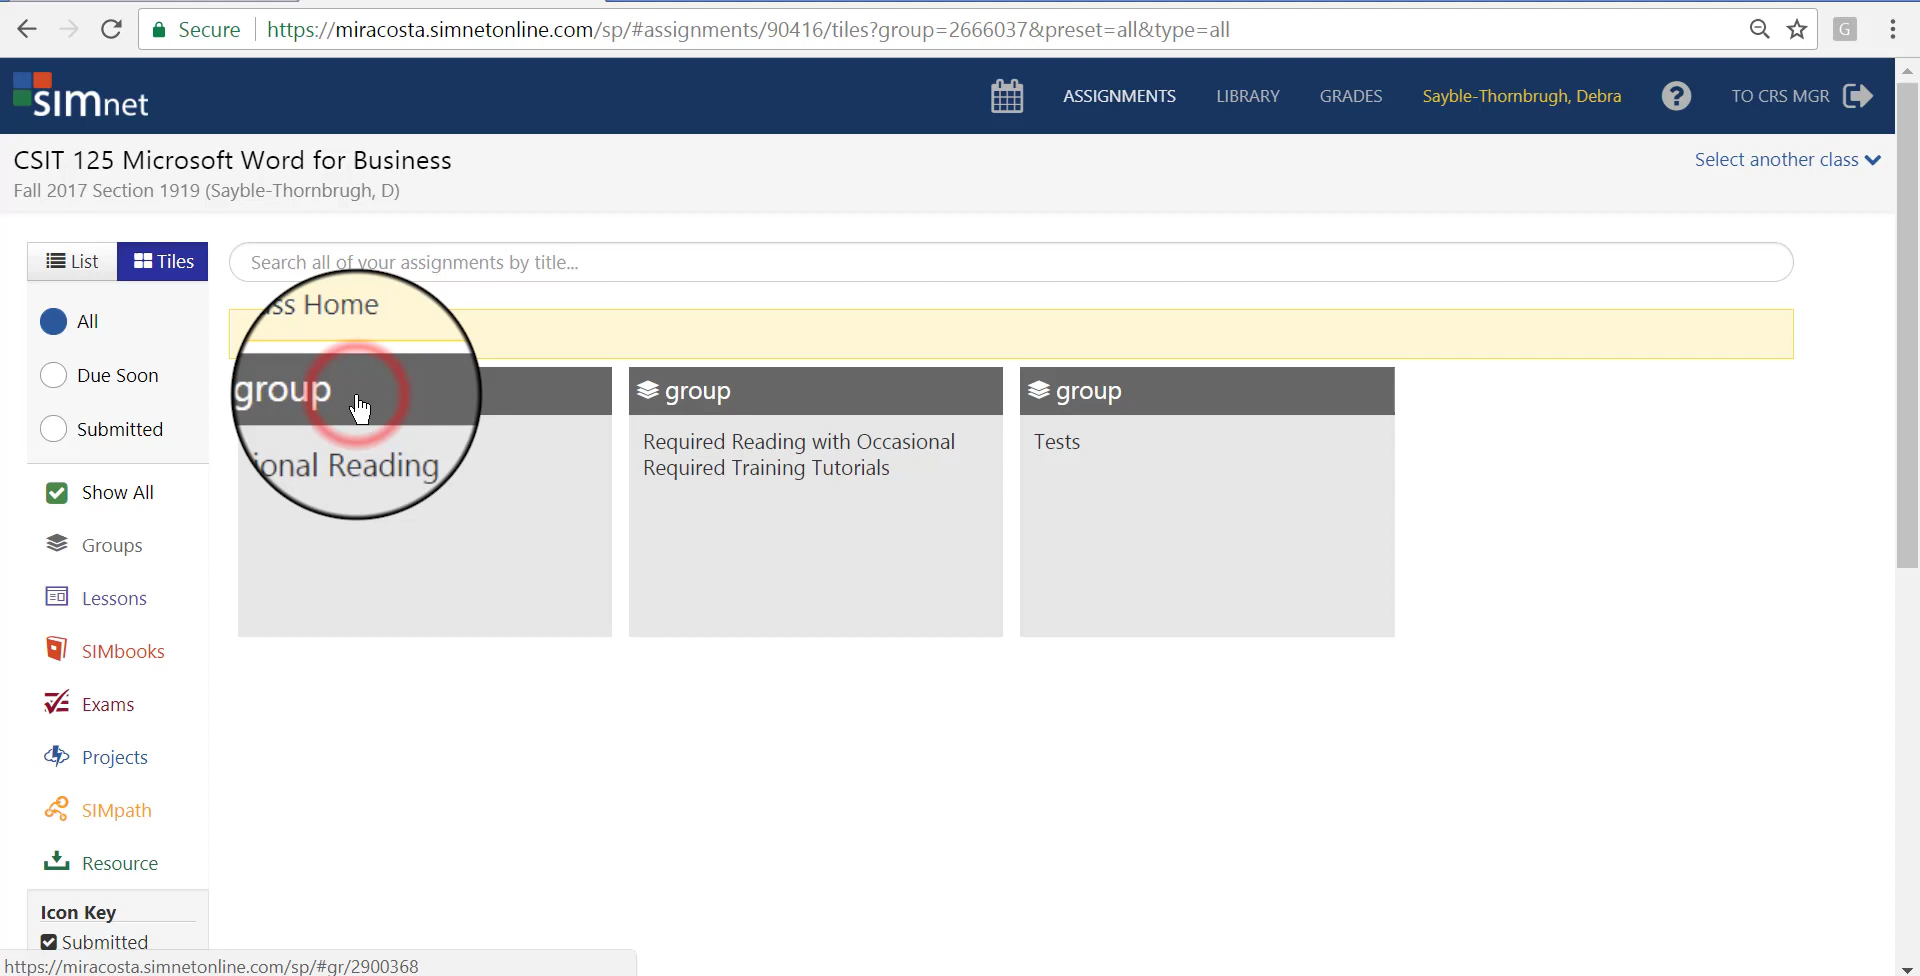 Secure https://miracosta.simnetonline.com/sp/#assignments/90416/tiles?group=2666037&preset=all&type=all G
SIMnet ASSIGNMENTS LIBRARY GRADES Sayble-Thornbrugh, Debra ? TO CRS MGR
CSIT 125 Microsoft Word for Business Select another class
Fall 2017 Section 1919 (Sayble-Thornbrugh, D)
List Tiles
Search all of your assignments by title...
All
Due Soon
Submitted
Show All
Groups
Lessons
SIMbooks
Exams
Projects
SIMpath
Resource
Icon Key
Submitted
ss Home
group
ional Reading
group
Required Reading with Occasional
Required Training Tutorials
group
Tests
https://miracosta.simnetonline.com/sp/#gr/2900368